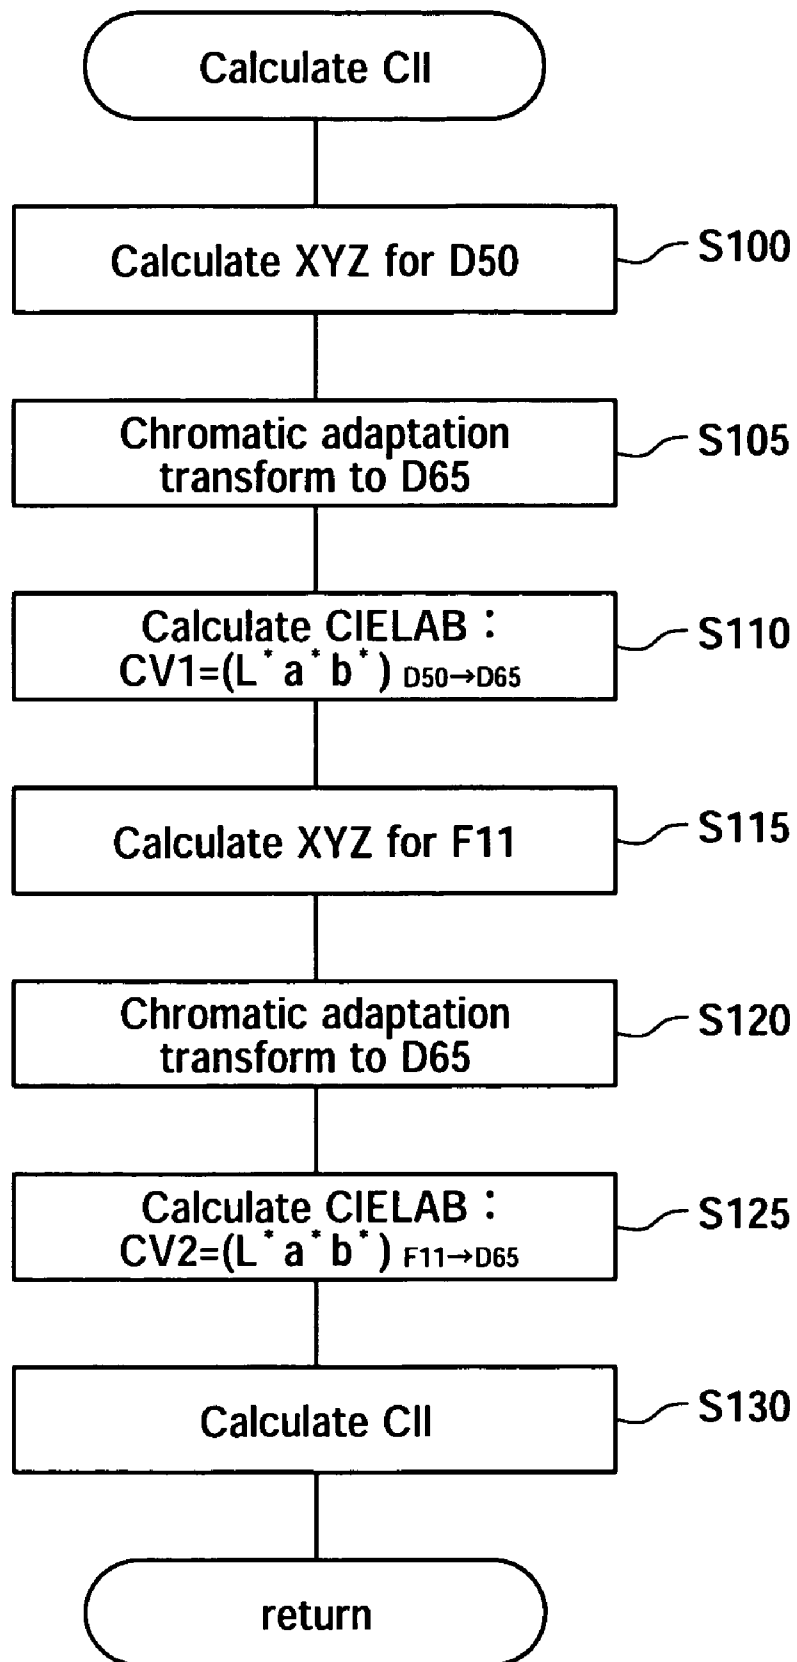 Calculate CII
Calculate XYZ for D50
S100
Chromatic adaptation
transform to D65
S105
Calculate CIELAB :
CV1=(L* a* b*) D50→D65
S110
Calculate XYZ for F11
S115
Chromatic adaptation
transform to D65
S120
Calculate CIELAB :
CV2=(L* a* b*) F11→D65
S125
Calculate CII
S130
return